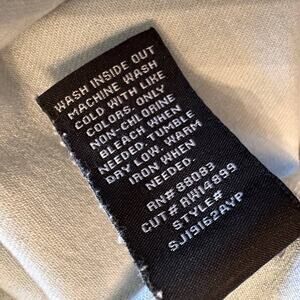 WASH INSIDE OUT
MACHINE WASH
COLD WITH LIKE
COLORS. ONLY
NON-CHLORINE
BLEACH WHEN
NEEDED. TUMBLE
DRY LOW. WARM
IRON WHEN
NEEDED.
RN# 88083
CUT# RW14899
STYLE#
SJ19162AYP